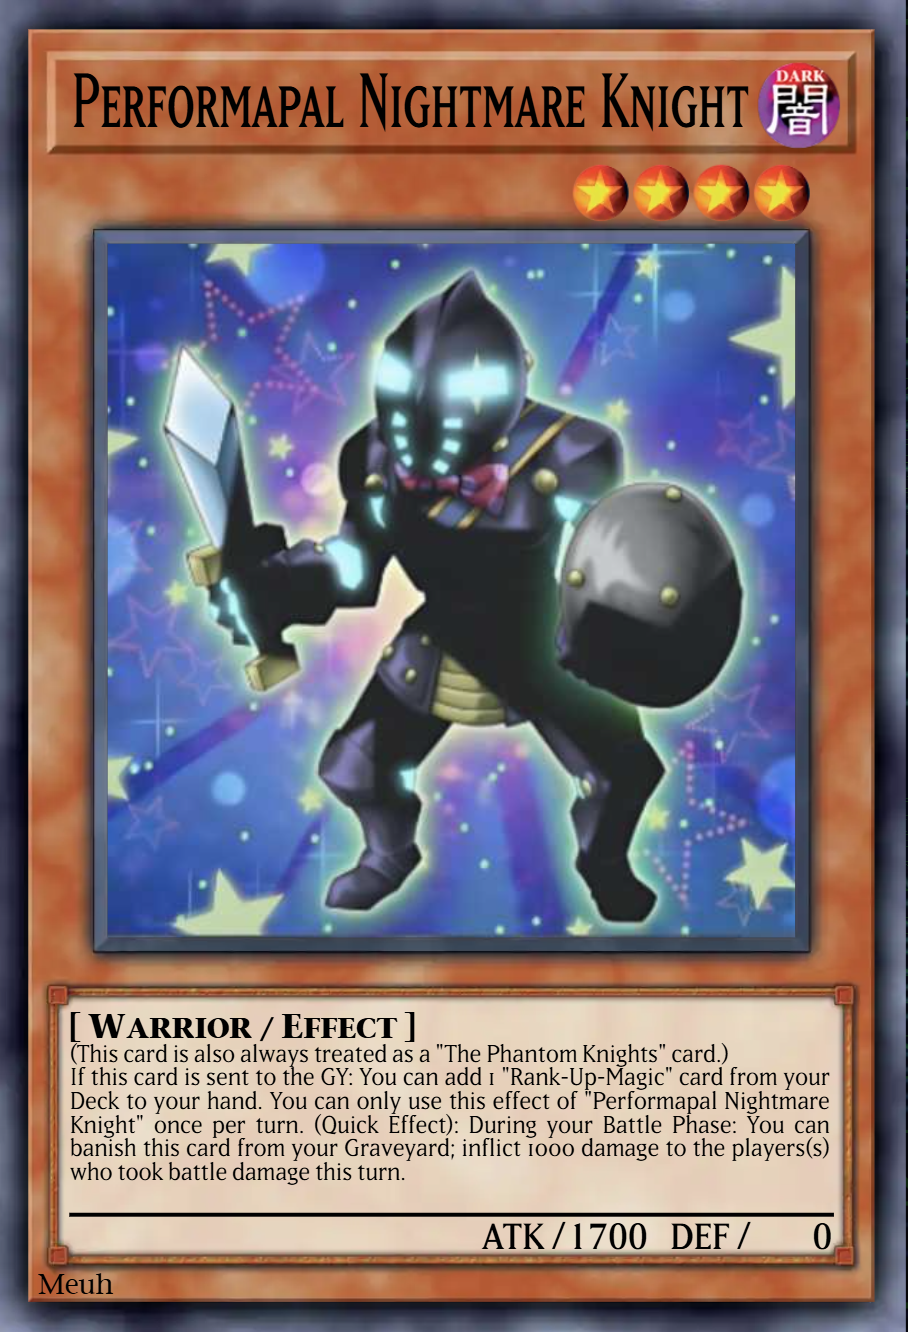 Performapal Nightmare Knight
DARK
闇
[ Warrior / Effect ]
(This card is also always treated as a "The Phantom Knights" card.)
If this card is sent to the GY: You can add 1 "Rank-Up-Magic" card from your
Deck to your hand. You can only use this effect of "Performapal Nightmare
Knight" once per turn. (Quick Effect): During your Battle Phase: You can
banish this card from your Graveyard; inflict 1000 damage to the players(s)
who took battle damage this turn.
ATK / 1700 DEF / 0
Meuh